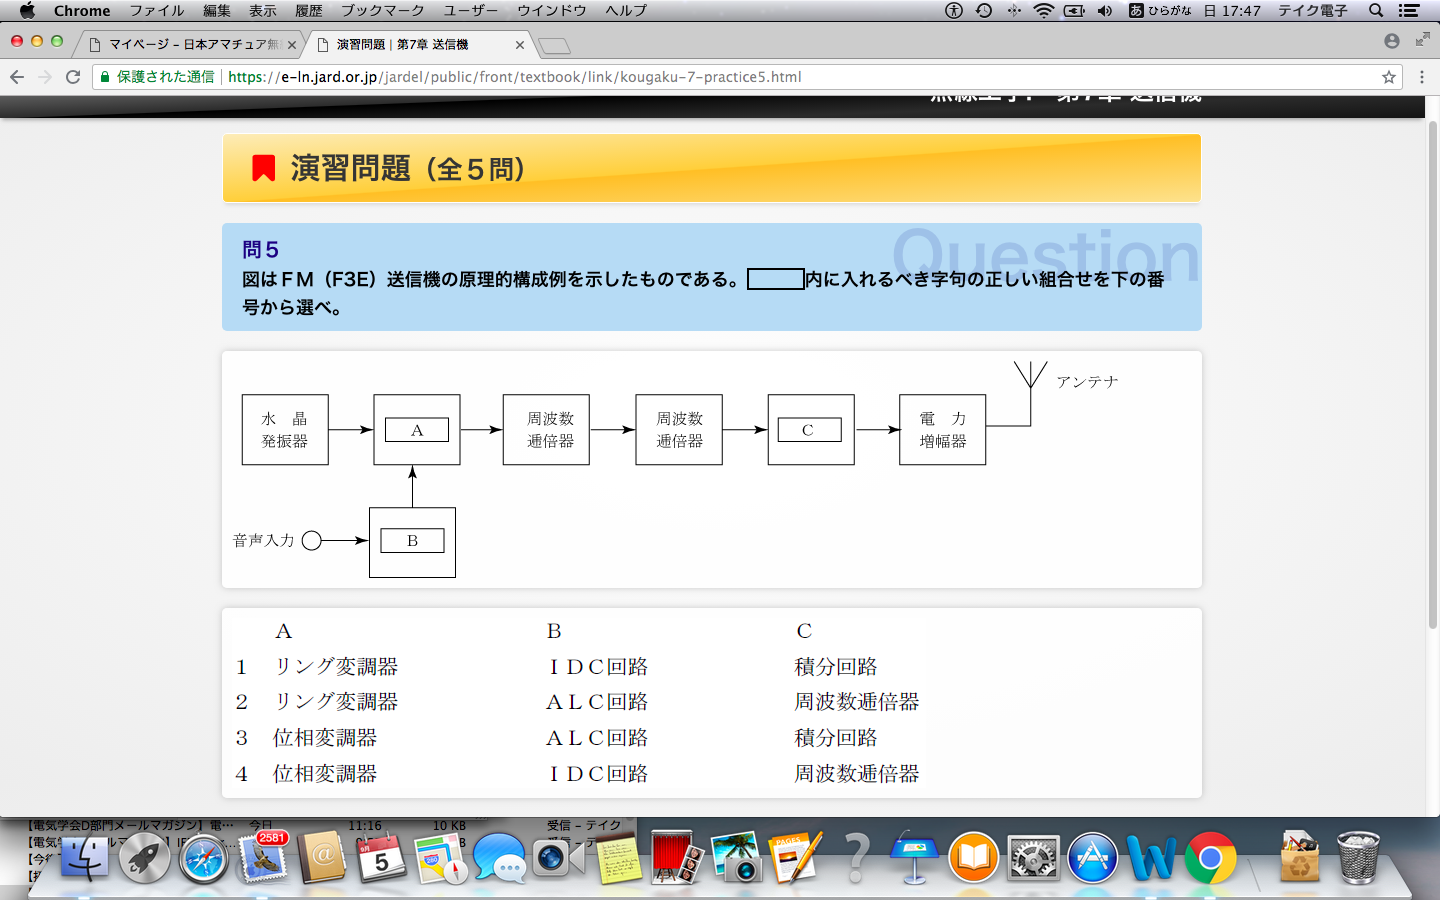 Chrome ファイル 編集 表示 履歴 ブックマーク ユーザー ウインドウ ヘルプ
あ ひらがな 日 17:47 テイク電子
マイページ - 日本アマチュア無
演習問題 | 第7章 送信機
保護された通信 https://e-ln.jard.or.jp/jardel/public/front/textbook/link/kougaku-7-practice5.html
演習問題（全５問）
Question
問５
図はＦＭ（F3E）送信機の原理的構成例を示したものである。 内に入れるべき字句の正しい組合せを下の番
号から選べ。
アンテナ
水 晶
発振器
A
周波数
逓倍器
周波数
逓倍器
C
電 力
増幅器
音声入力
B
A B C
1 リング変調器 ＩＤＣ回路 積分回路
2 リング変調器 ＡＬＣ回路 周波数逓倍器
3 位相変調器 ＡＬＣ回路 積分回路
4 位相変調器 ＩＤＣ回路 周波数逓倍器
【電気学会D部門メールマガジン】電… 今日 11:16 10 KB 受信 - テイク
2581
5
PAGES